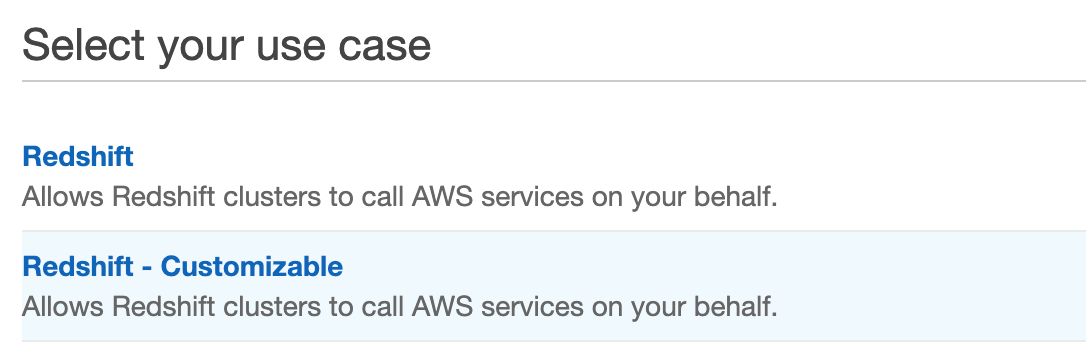 Select your use case
Redshift
Allows Redshift clusters to call AWS services on your behalf.
Redshift - Customizable
Allows Redshift clusters to call AWS services on your behalf.